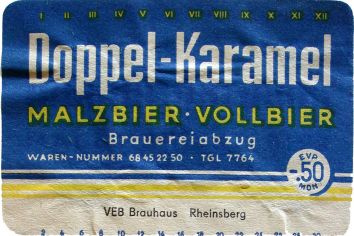 I II III IV V VI VII VIII IX X XI XII
Doppel-Karamel
MALZBIER · VOLLBIER
Brauereiabzug
WAREN-NUMMER 68 45 22 50 · TGL 7764
EVP
-.50
MDN
VEB Brauhaus Rheinsberg